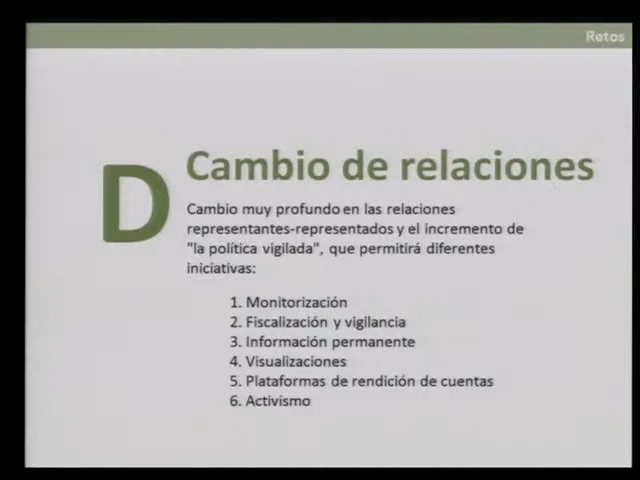 Retos
D
Cambio de relaciones
Cambio muy profundo en las relaciones
representantes-representados y el incremento de
"la política vigilada", que permitirá diferentes
iniciativas:
1. Monitorización
2. Fiscalización y vigilancia
3. Información permanente
4. Visualizaciones
5. Plataformas de rendición de cuentas
6. Activismo